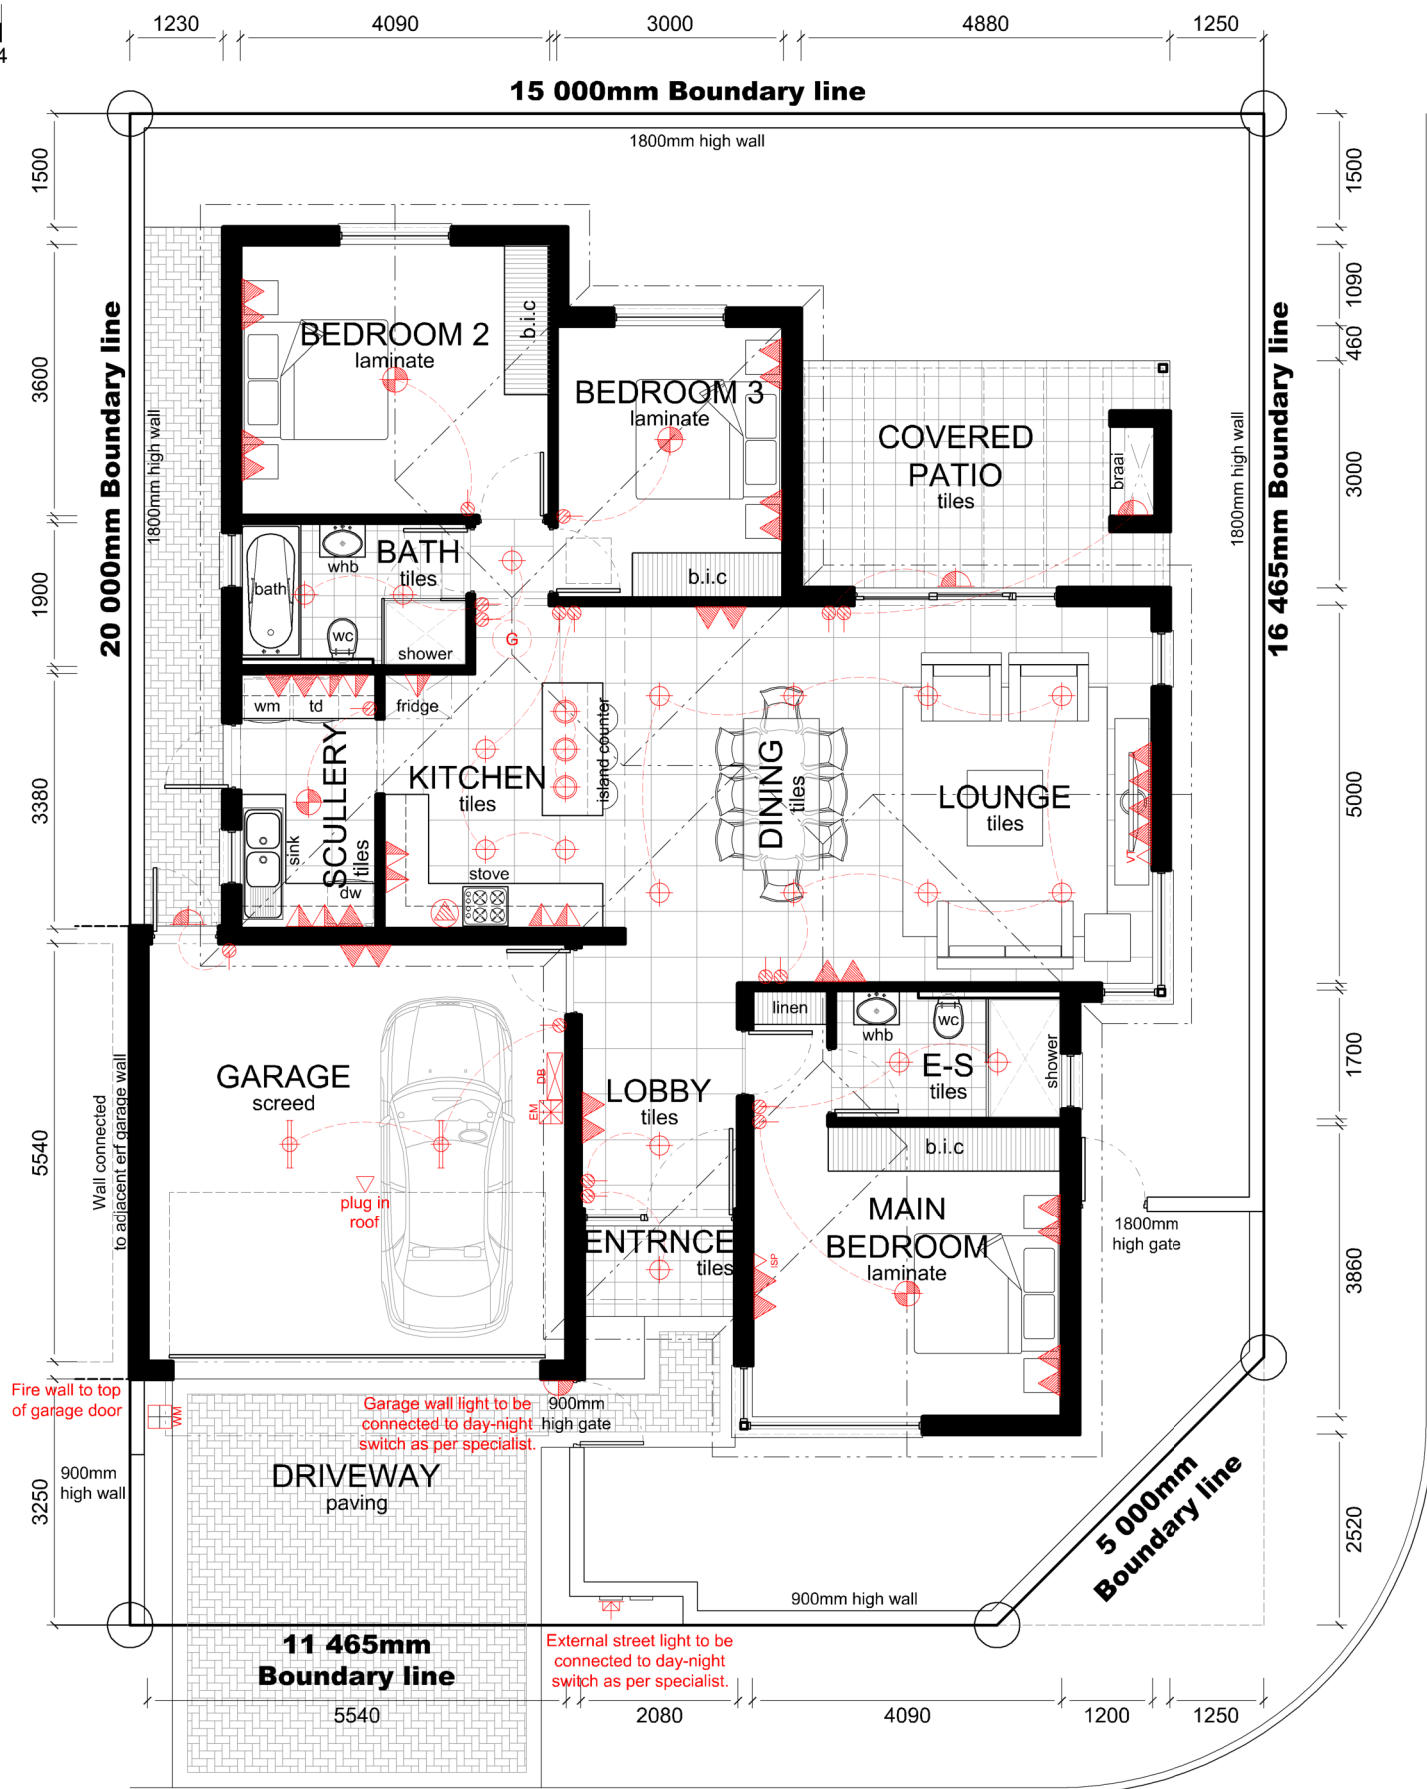 4
1230
4090
3000
4880
1250
15 000mm Boundary line
1800mm high wall
1500
3600
1900
3380
5540
3250
1500
1090
460
3000
5000
1700
3860
2520
20 000mm Boundary line
1800mm high wall
16 465mm Boundary line
1800mm high wall
BEDROOM 2
laminate
b.i.c
BEDROOM 3
laminate
b.i.c
COVERED
PATIO
tiles
braai
BATH
tiles
whb
bath
wc
shower
G
wm
td
fridge
SCULLERY
tiles
sink
dw
KITCHEN
tiles
island counter
stove
DINING
tiles
LOUNGE
tiles
VT
linen
whb
wc
E-S
tiles
shower
GARAGE
screed
DB
EM
plug in
roof
LOBBY
tiles
b.i.c
MAIN
BEDROOM
laminate
ISP
ENTRNCE
tiles
1800mm
high gate
Wall connected
to adjacent erf garage wall
Fire wall to top
of garage door
WM
Garage wall light to be
connected to day-night
switch as per specialist.
900mm
high gate
900mm
high wall
DRIVEWAY
paving
5 000mm
Boundary line
900mm high wall
11 465mm
Boundary line
External street light to be
connected to day-night
switch as per specialist.
5540
2080
4090
1200
1250